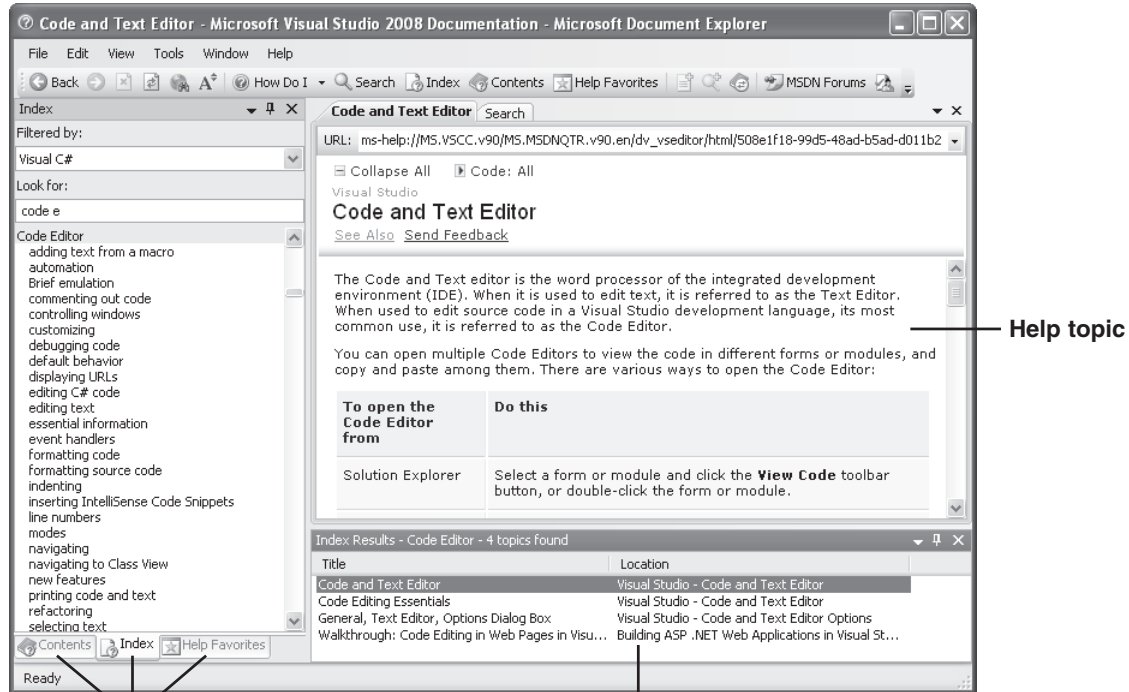 Code and Text Editor - Microsoft Visual Studio 2008 Documentation - Microsoft Document Explorer
File Edit View Tools Window Help
Back How Do I Search Index Contents Help Favorites MSDN Forums
Index
Filtered by:
Visual C#
Look for:
code e
Code Editor
adding text from a macro
automation
Brief emulation
commenting out code
controlling windows
customizing
debugging code
default behavior
displaying URLs
editing C# code
editing text
essential information
event handlers
formatting code
formatting source code
indenting
inserting IntelliSense Code Snippets
line numbers
modes
navigating
navigating to Class View
new features
printing code and text
refactoring
selecting text
Contents Index Help Favorites
Code and Text Editor Search
URL: ms-help://MS.VSCC.v90/MS.MSDNQTR.v90.en/dv_vseditor/html/508e1f18-99d5-48ad-b5ad-d011b2
Collapse All Code: All
Visual Studio
Code and Text Editor
See Also Send Feedback
The Code and Text editor is the word processor of the integrated development
environment (IDE). When it is used to edit text, it is referred to as the Text Editor.
When used to edit source code in a Visual Studio development language, its most
common use, it is referred to as the Code Editor.
You can open multiple Code Editors to view the code in different forms or modules, and
copy and paste among them. There are various ways to open the Code Editor:
To open the Code Editor from Do this
Solution Explorer Select a form or module and click the View Code toolbar
button, or double-click the form or module.
Help topic
Index Results - Code Editor - 4 topics found
Title Location
Code and Text Editor Visual Studio - Code and Text Editor
Code Editing Essentials Visual Studio - Code and Text Editor
General, Text Editor, Options Dialog Box Visual Studio - Code and Text Editor Options
Walkthrough: Code Editing in Web Pages in Visu... Building ASP .NET Web Applications in Visual St...
Ready